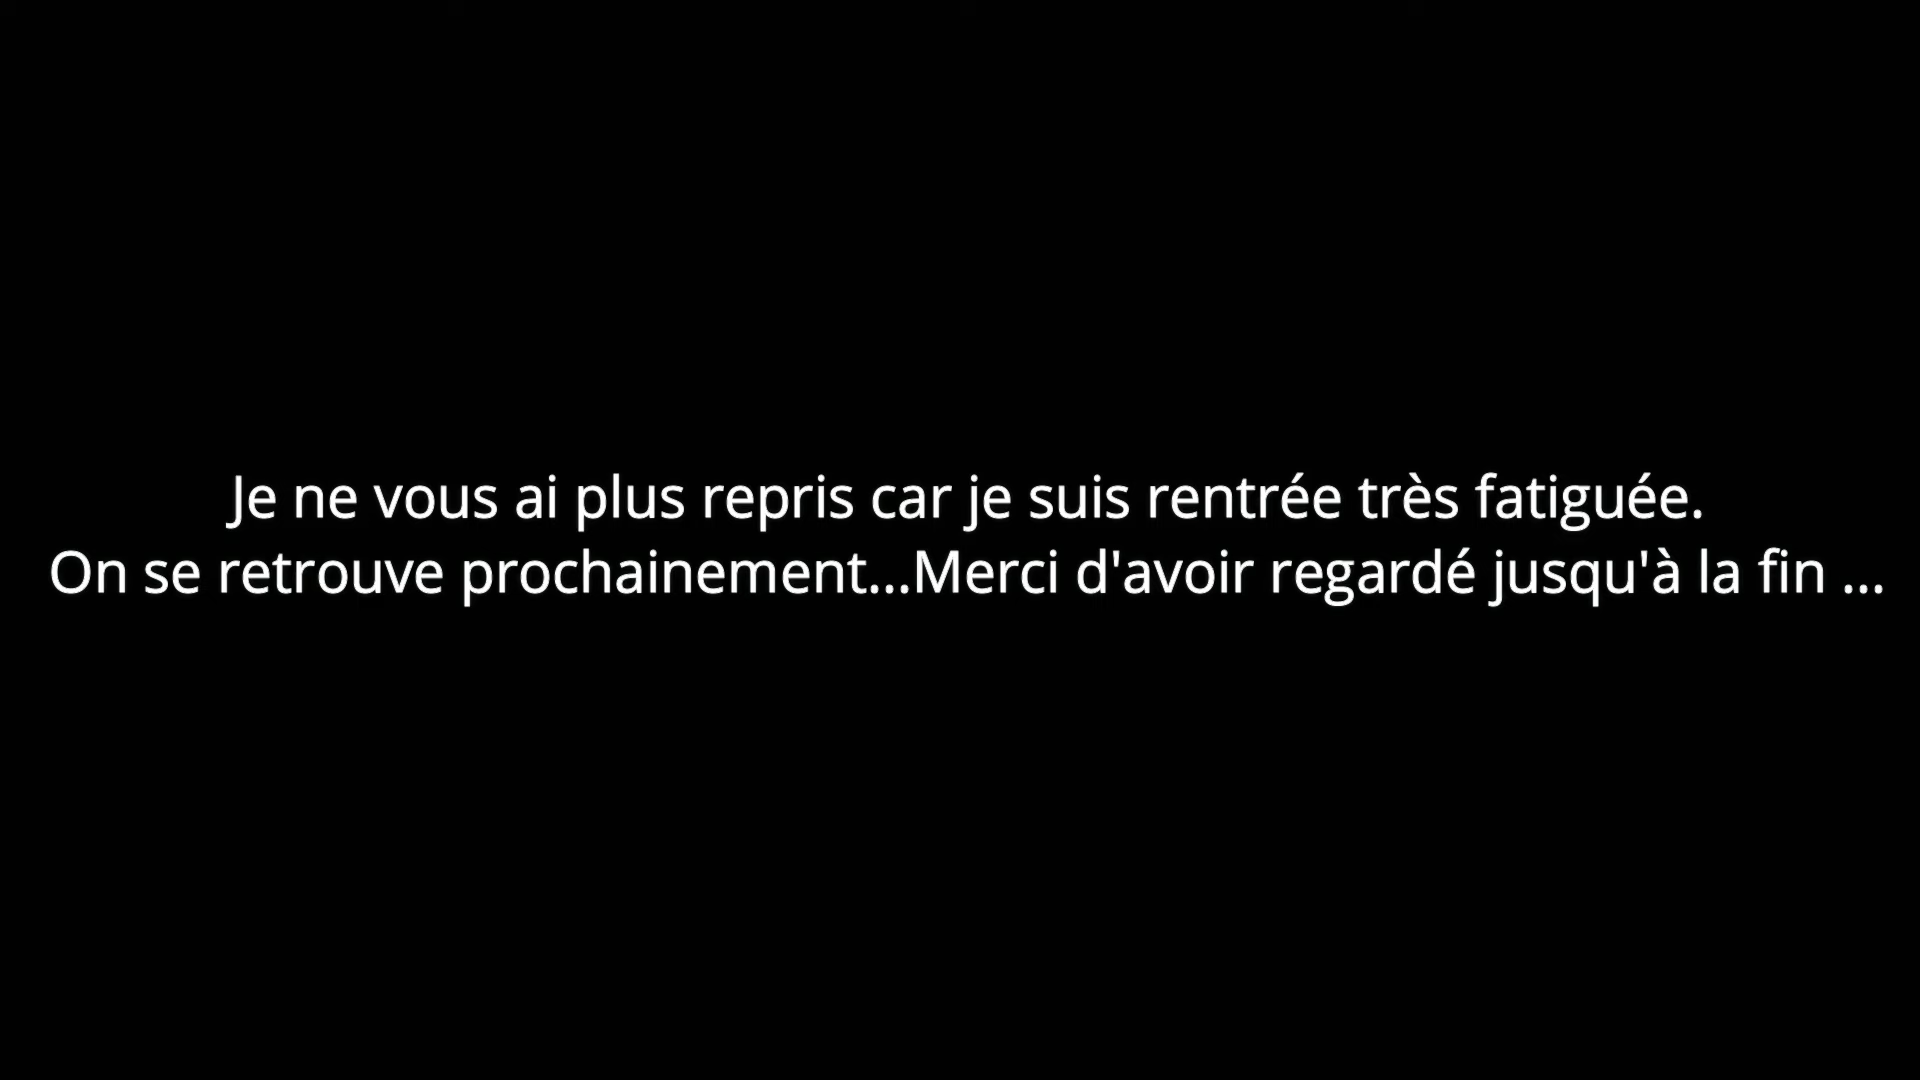 Je ne vous ai plus repris car je suis rentrée très fatiguée.
On se retrouve prochainement...Merci d'avoir regardé jusqu'à la fin ...